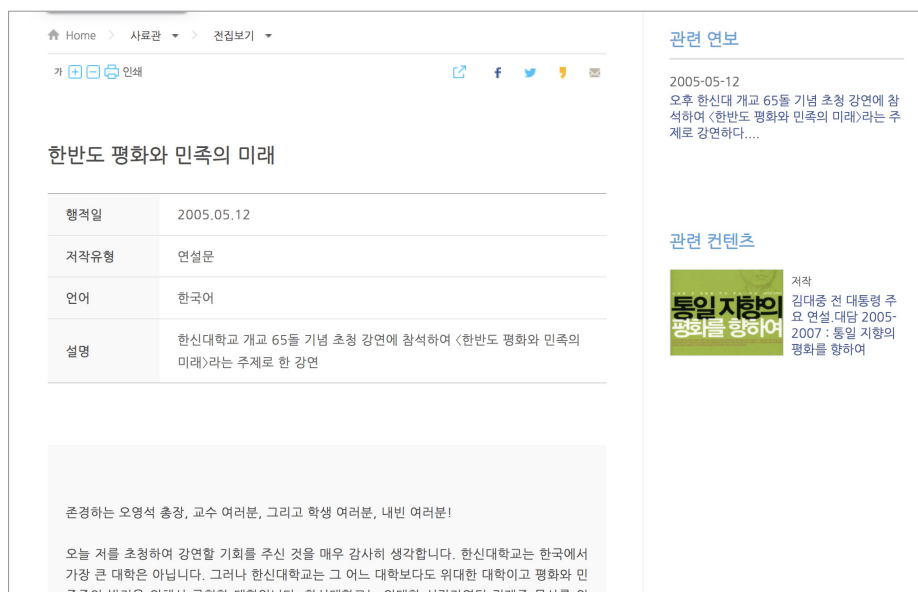 Home > 사료관 > 전집보기
가 인쇄
한반도 평화와 민족의 미래
행적일 2005.05.12
저작유형 연설문
언어 한국어
설명 한신대학교 개교 65돌 기념 초청 강연에 참석하여 〈한반도 평화와 민족의
미래〉라는 주제로 한 강연
존경하는 오영석 총장, 교수 여러분, 그리고 학생 여러분, 내빈 여러분!
오늘 저를 초청하여 강연할 기회를 주신 것을 매우 감사히 생각합니다. 한신대학교는 한국에서
가장 큰 대학은 아닙니다. 그러나 한신대학교는 그 어느 대학보다도 위대한 대학이고 평화와 민
관련 연보
2005-05-12
오후 한신대 개교 65돌 기념 초청 강연에 참
석하여 〈한반도 평화와 민족의 미래〉라는 주
제로 강연하다....
관련 컨텐츠
통일 지향의
평화를 향하여
저작
김대중 전 대통령 주
요 연설.대담 2005-
2007 : 통일 지향의
평화를 향하여